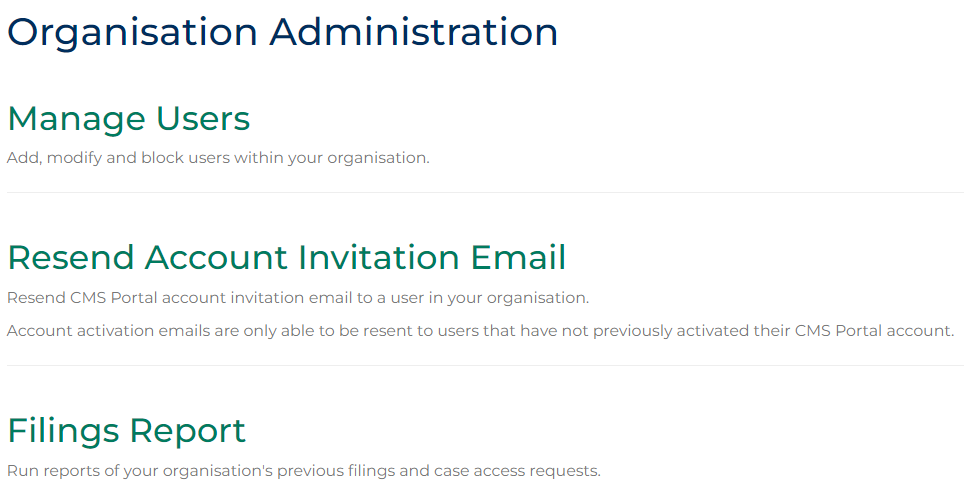 Organisation Administration
Manage Users
Add, modify and block users within your organisation.
Resend Account Invitation Email
Resend CMS Portal account invitation email to a user in your organisation.
Account activation emails are only able to be resent to users that have not previously activated their CMS Portal account.
Filings Report
Run reports of your organisation's previous filings and case access requests.